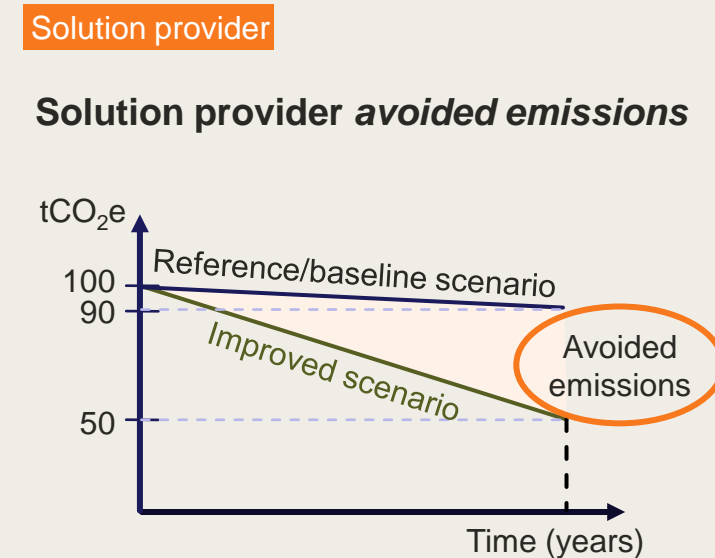 Solution provider
Solution provider avoided emissions
tCO₂e
100
Reference/baseline scenario
90
Improved scenario
Avoided
emissions
50
Time (years)